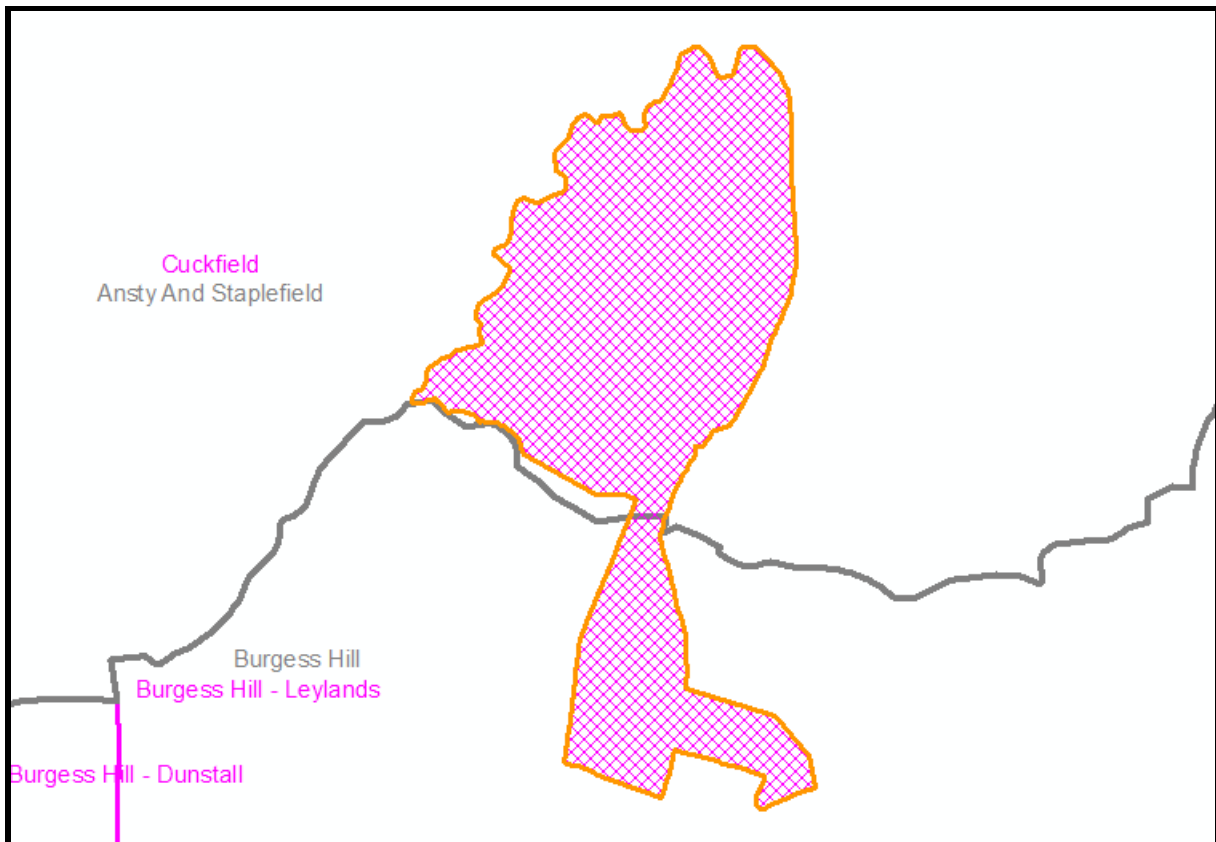 Cuckfield
Ansty And Staplefield
Burgess Hill
Burgess Hill - Leylands
Burgess Hill - Dunstall